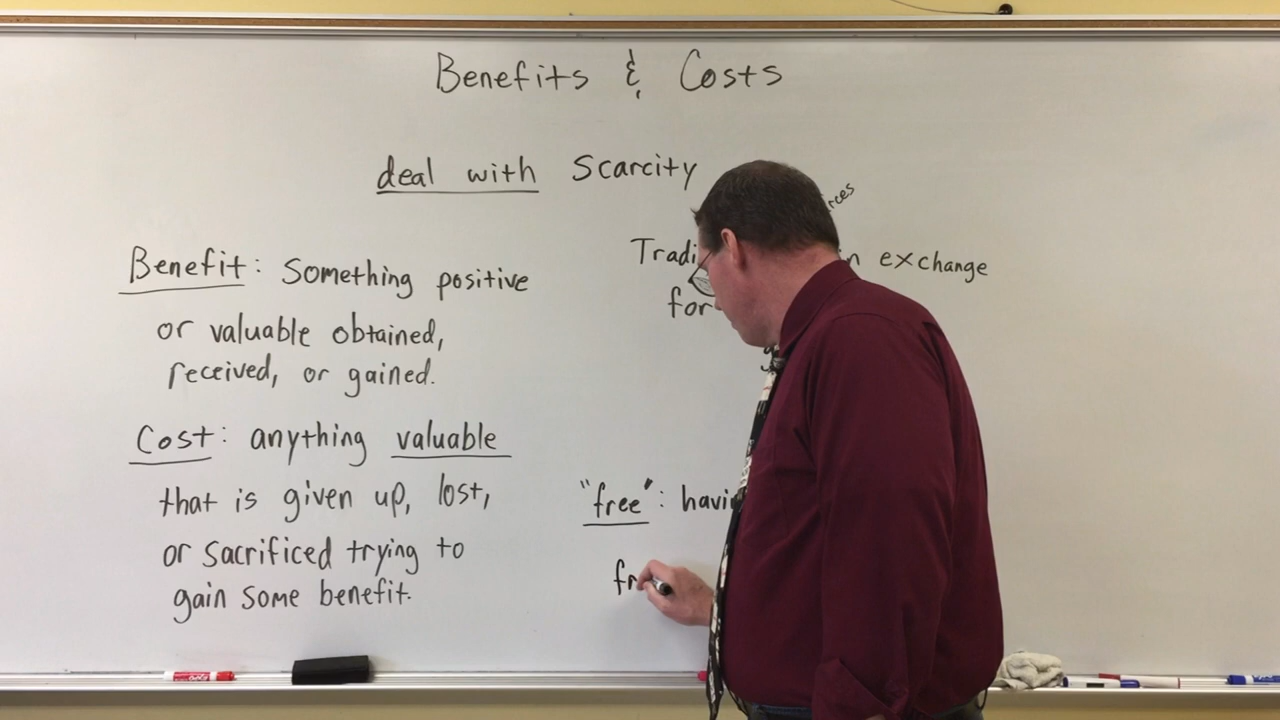 Benefits & Costs
deal with Scarcity
Benefit: Something positive
or valuable obtained,
received, or gained.
Cost: anything valuable
that is given up, lost,
or sacrificed trying to
gain some benefit.
exchange
for
"free":